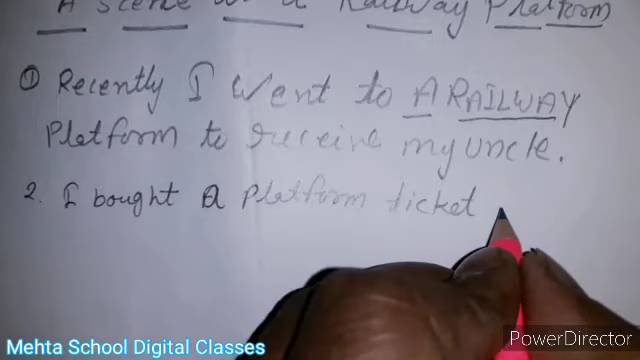 A Scene at a Railway Platform
① Recently I Went to A RAILWAY
Platform to receive my uncle.
2. I bought a Platform ticket
Mehta School Digital Classes
PowerDirector